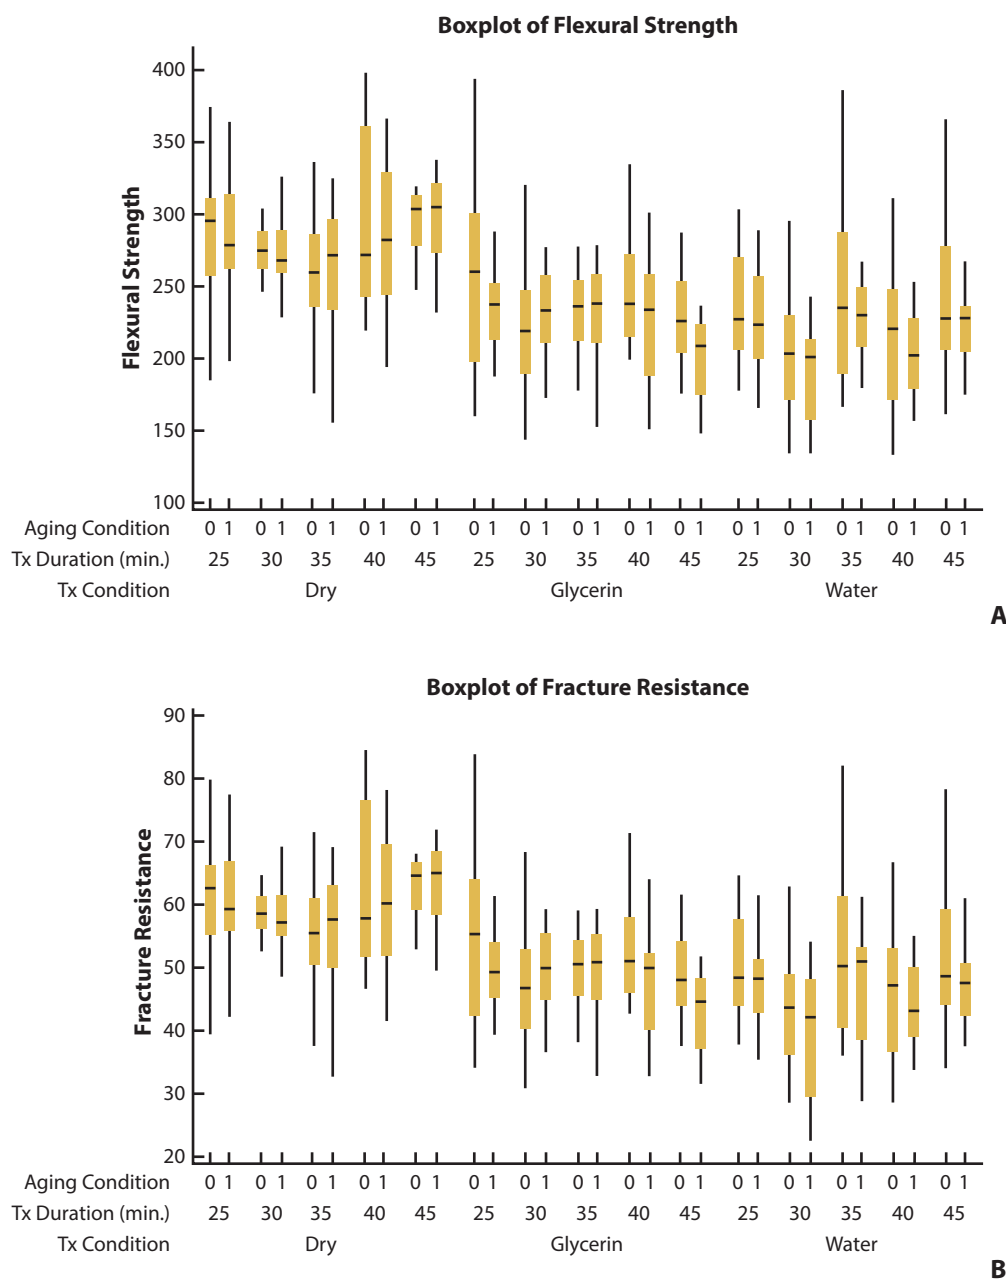 Boxplot of Flexural Strength
Flexural Strength
400
350
300
250
200
150
100
Aging Condition 0 1 0 1 0 1 0 1 0 1 0 1 0 1 0 1 0 1 0 1 0 1 0 1 0 1 0 1 0 1
Tx Duration (min.) 25 30 35 40 45 25 30 35 40 45 25 30 35 40 45
Tx Condition Dry Glycerin Water
A
Boxplot of Fracture Resistance
Fracture Resistance
90
80
70
60
50
40
30
20
Aging Condition 0 1 0 1 0 1 0 1 0 1 0 1 0 1 0 1 0 1 0 1 0 1 0 1 0 1 0 1 0 1
Tx Duration (min.) 25 30 35 40 45 25 30 35 40 45 25 30 35 40 45
Tx Condition Dry Glycerin Water
B